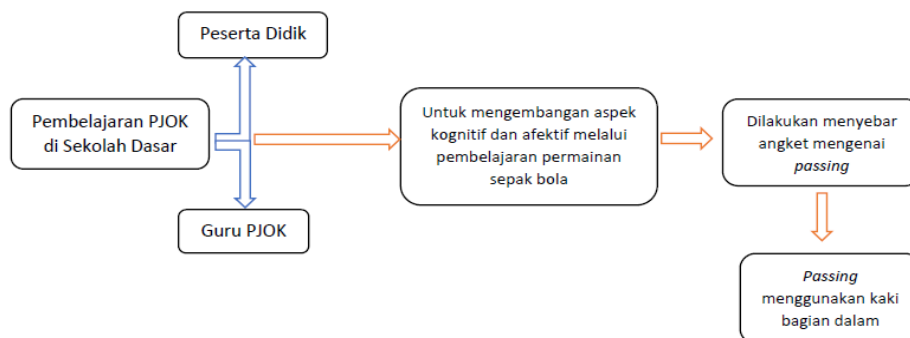 Peserta Didik
Pembelajaran PJOK
di Sekolah Dasar
Guru PJOK
Untuk mengembangan aspek
kognitif dan afektif melalui
pembelajaran permainan
sepak bola
Dilakukan menyebar
angket mengenai
passing
Passing
menggunakan kaki
bagian dalam